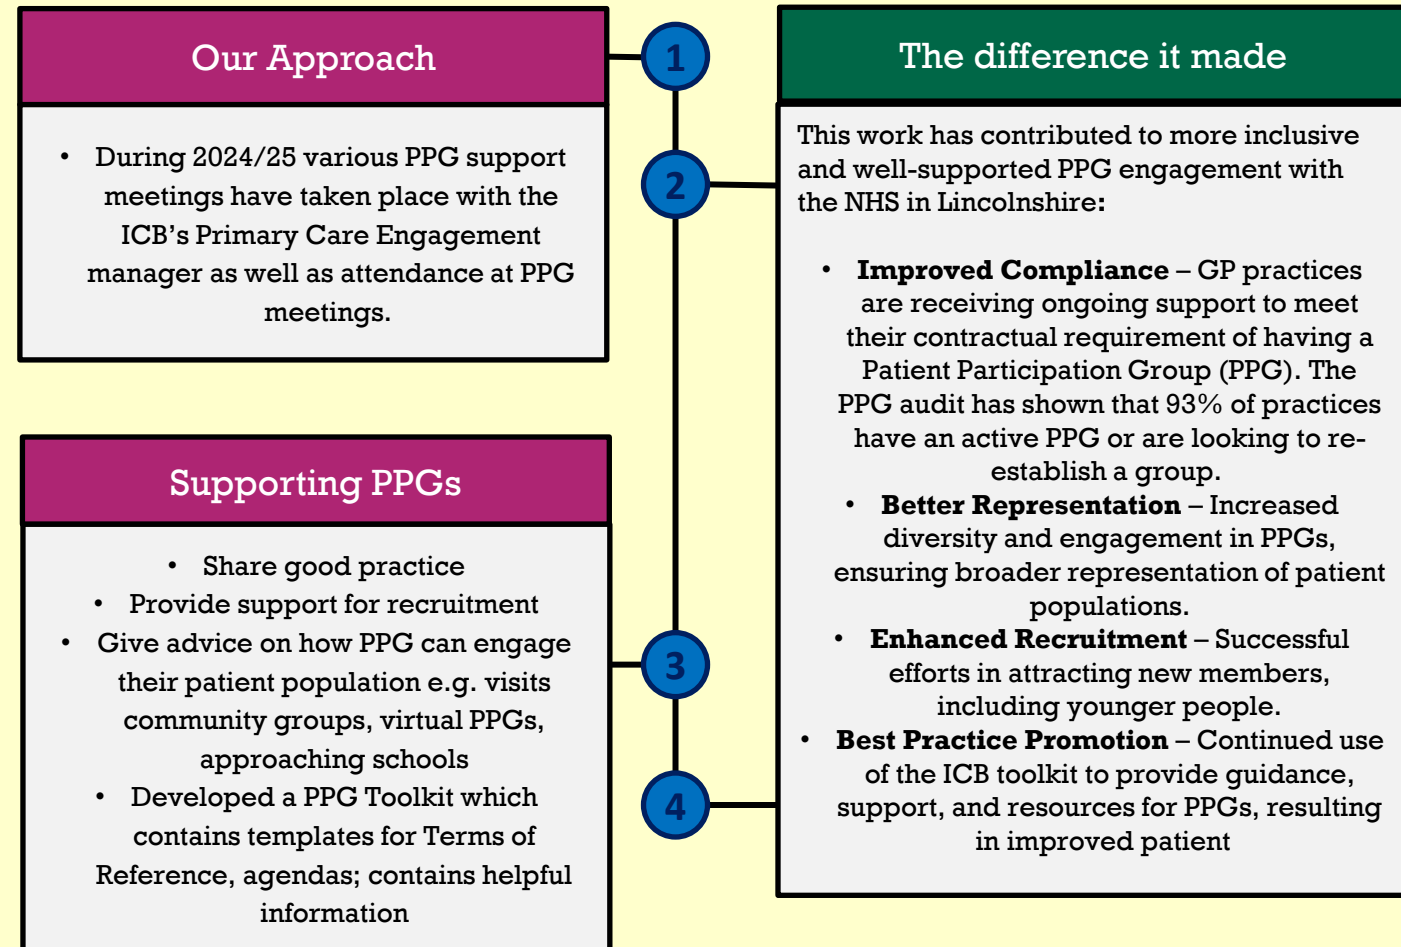 Our Approach
• During 2024/25 various PPG support
meetings have taken place with the
ICB's Primary Care Engagement
manager as well as attendance at PPG
meetings.
1
2
The difference it made
This work has contributed to more inclusive
and well-supported PPG engagement with
the NHS in Lincolnshire:
• Improved Compliance – GP practices
are receiving ongoing support to meet
their contractual requirement of having a
Patient Participation Group (PPG). The
PPG audit has shown that 93% of practices
have an active PPG or are looking to re-
establish a group.
• Better Representation – Increased
diversity and engagement in PPGs,
ensuring broader representation of patient
populations.
• Enhanced Recruitment – Successful
efforts in attracting new members,
including younger people.
• Best Practice Promotion – Continued use
of the ICB toolkit to provide guidance,
support, and resources for PPGs, resulting
in improved patient
Supporting PPGs
• Share good practice
• Provide support for recruitment
• Give advice on how PPG can engage
their patient population e.g. visits
community groups, virtual PPGs,
approaching schools
• Developed a PPG Toolkit which
contains templates for Terms of
Reference, agendas; contains helpful
information
3
4